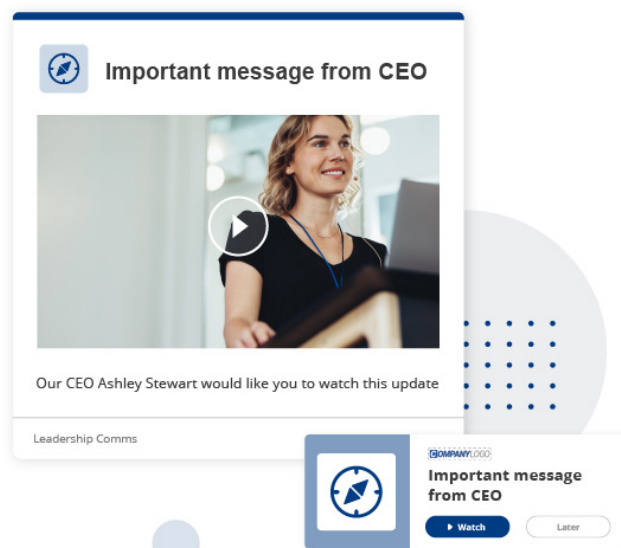 Important message from CEO
Our CEO Ashley Stewart would like you to watch this update
Leadership Comms
COMPANYLOGO
Important message
from CEO
Watch
Later